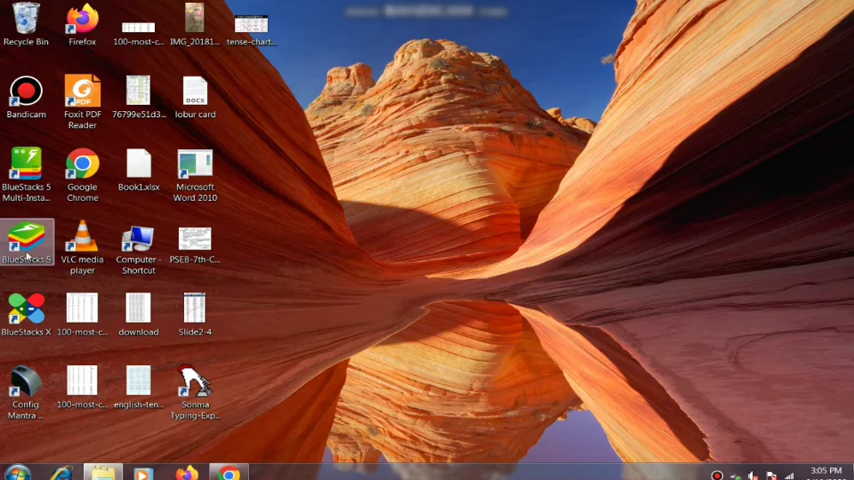 Recycle Bin
Firefox
100-most-c...
IMG_20181...
tense-chart...
Bandicam
Foxit PDF
Reader
76799e51d3...
lobur card
BlueStacks 5
Multi-Insta...
Google
Chrome
Book1.xlsx
Microsoft
Word 2010
BlueStacks 5
VLC media
player
Computer -
Shortcut
PSEB-7th-C...
BlueStacks X
100-most-c...
download
Slide2-4
Config
Mantra ...
100-most-c...
english-ten...
Sonma
Typing-Exp...
DOCX
PDF
3:05 PM